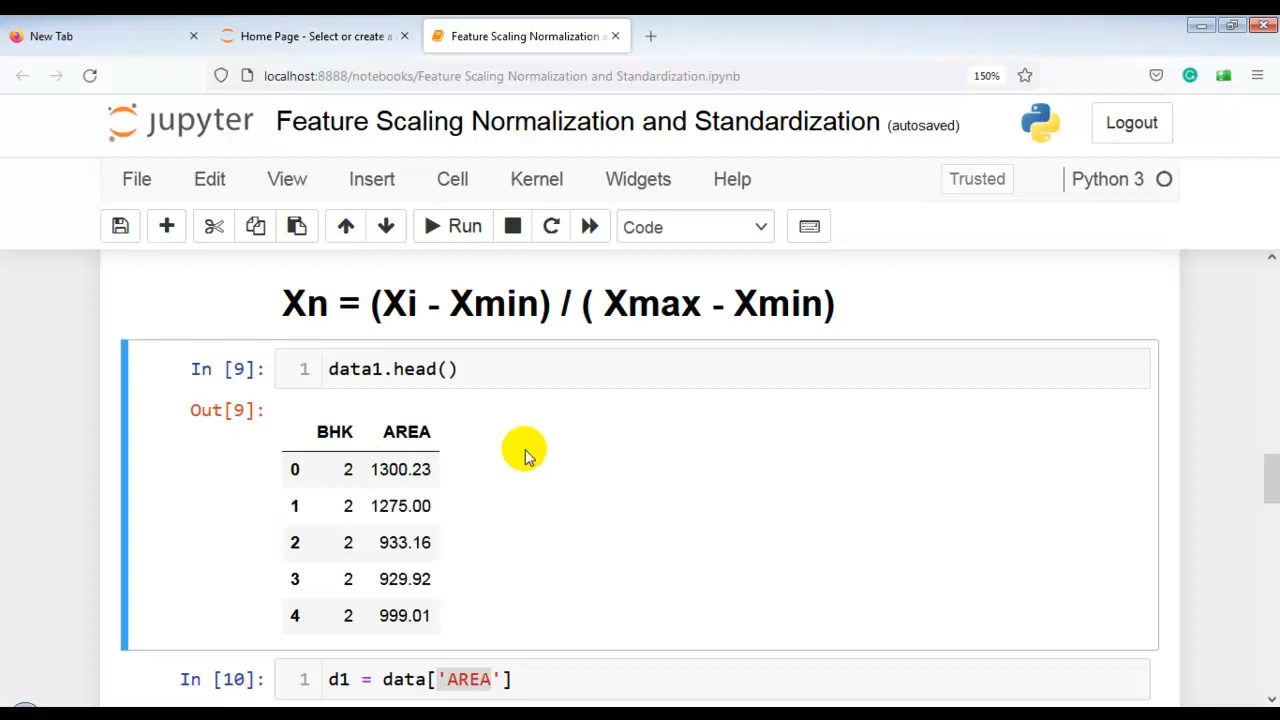 New Tab
Home Page - Select or create a
Feature Scaling Normalization a
localhost:8888/notebooks/Feature Scaling Normalization and Standardization.ipynb
150%
jupyter
Feature Scaling Normalization and Standardization (autosaved)
Logout
File Edit View Insert Cell Kernel Widgets Help
Trusted
Python 3
Run
Code
Xn = (Xi - Xmin) / ( Xmax - Xmin)
In [9]: 1 data1.head()
Out[9]:
BHK AREA
0 2 1300.23
1 2 1275.00
2 2 933.16
3 2 929.92
4 2 999.01
In [10]: 1 d1 = data['AREA']